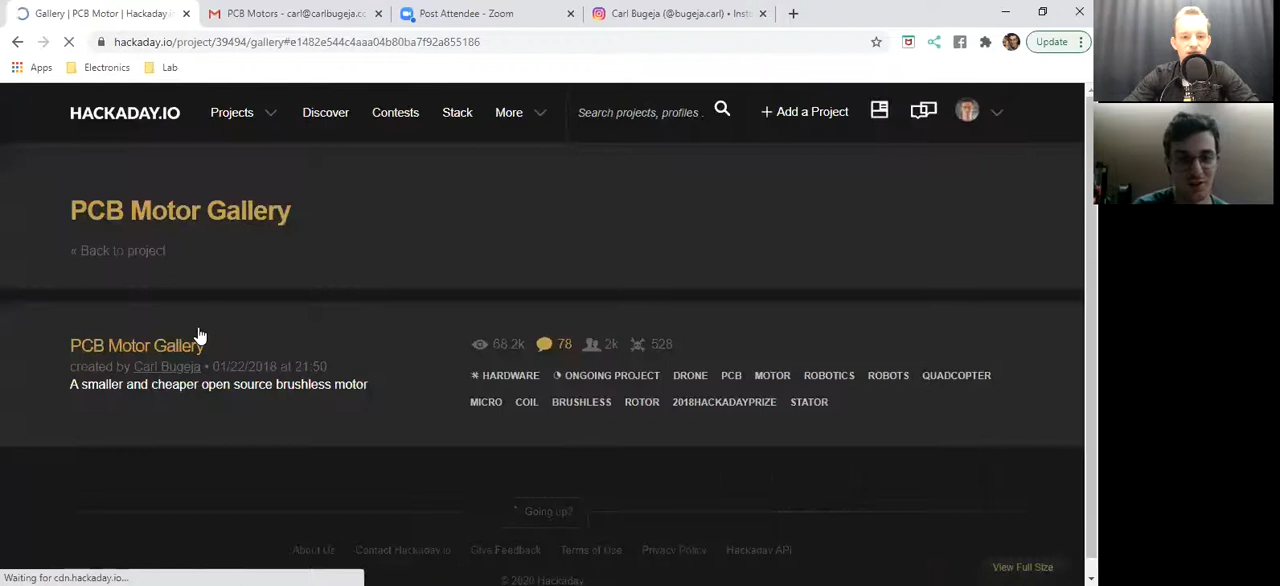 Gallery | PCB Motor | Hackaday.in
PCB Motors - carl@carlbugeja.co
Post Attendee - Zoom
Carl Bugeja (@bugeja.carl) • Inst
hackaday.io/project/39494/gallery#e1482e544c4aaa04b80ba7f92a855186
Update
Apps
Electronics
Lab
HACKADAY.IO
Projects
Discover
Contests
Stack
More
Search projects, profiles .
+ Add a Project
PCB Motor Gallery
« Back to project
PCB Motor Gallery
created by Carl Bugeja • 01/22/2018 at 21:50
A smaller and cheaper open source brushless motor
68.2k 78 2k 528
HARDWARE ONGOING PROJECT DRONE PCB MOTOR ROBOTICS ROBOTS QUADCOPTER
MICRO COIL BRUSHLESS ROTOR 2018HACKADAYPRIZE STATOR
Going up?
About Us Contact Hackaday.io Give Feedback Terms of Use Privacy Policy Hackaday API
View Full Size
© 2020 Hackaday
Waiting for cdn.hackaday.io...